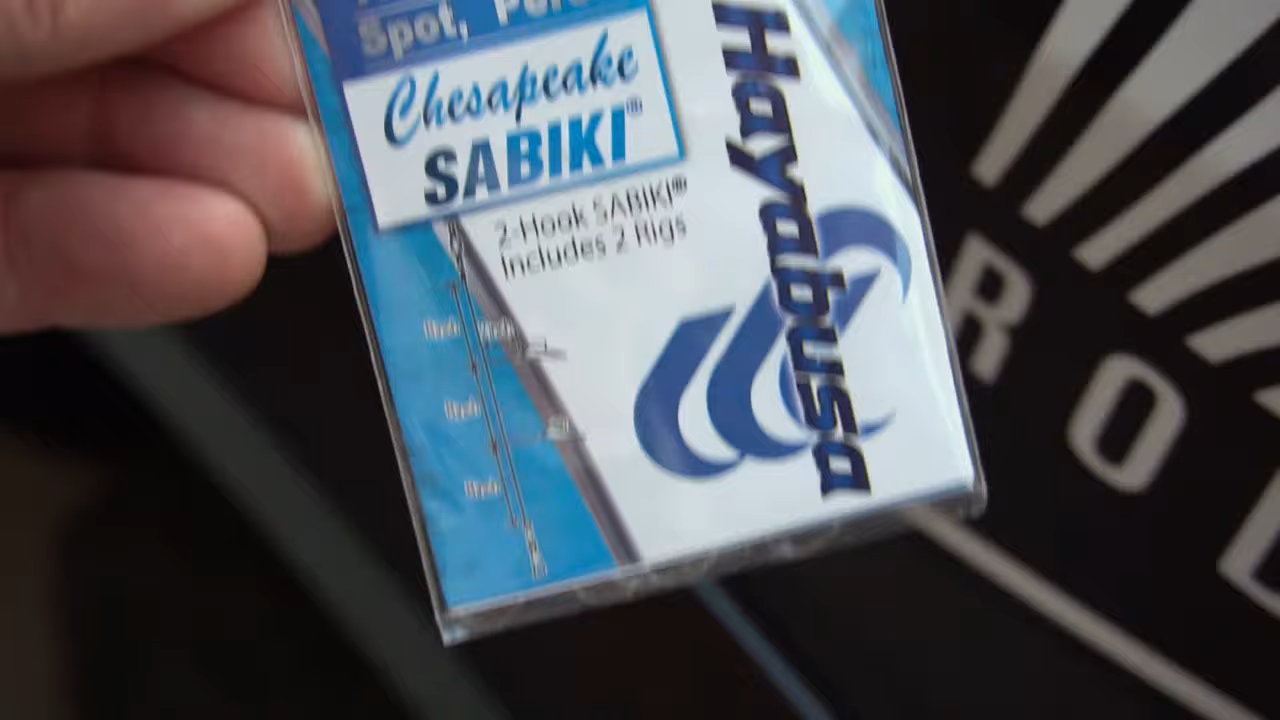 Spot,
Chesapeake
SABIKI®
2-Hook SABIKI®
Includes 2 Rigs
Hayabusa
R
O